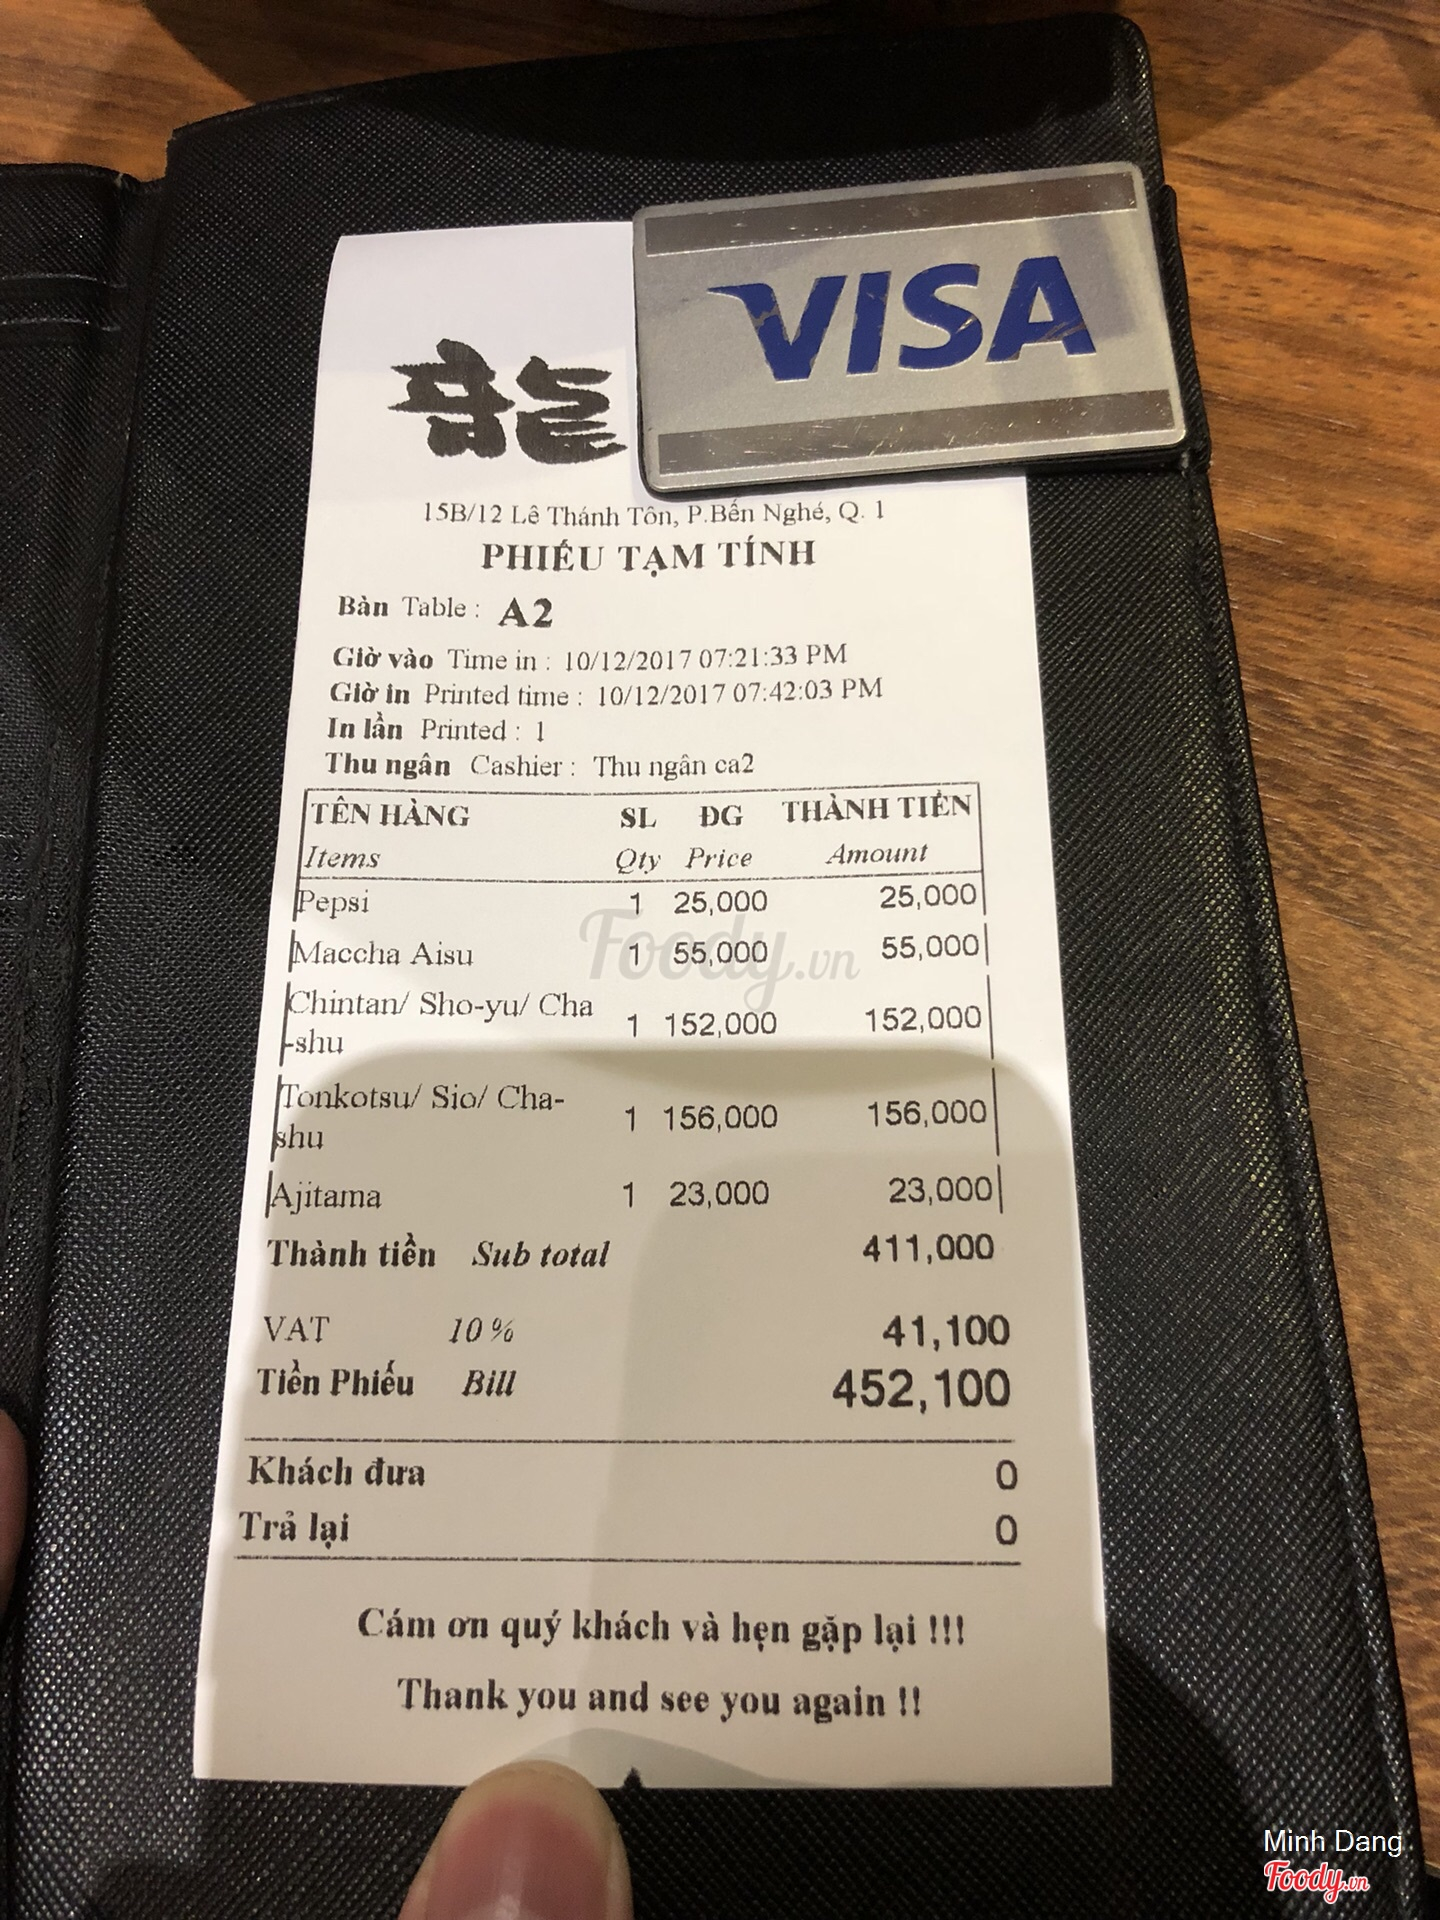 VISA
龍
15B/12 Lê Thánh Tôn, P.Bến Nghé, Q. 1
PHIẾU TẠM TÍNH
Bàn Table : A2
Giờ vào Time in : 10/12/2017 07:21:33 PM
Giờ in Printed time : 10/12/2017 07:42:03 PM
In lần Printed : 1
Thu ngân Cashier : Thu ngân ca2
TÊN HÀNG SL ĐG THÀNH TIỀN
Items Qty Price Amount
Pepsi 1 25,000 25,000
Maccha Aisu 1 55,000 55,000
Chintan/ Sho-yu/ Cha
-shu 1 152,000 152,000
Tonkotsu/ Sio/ Cha-
shu 1 156,000 156,000
Ajitama 1 23,000 23,000
Thành tiền Sub total 411,000
VAT 10% 41,100
Tiền Phiếu Bill 452,100
Khách đưa 0
Trả lại 0
Cám ơn quý khách và hẹn gặp lại !!!
Thank you and see you again !!
Foody.vn
Minh Dang
Foody.vn